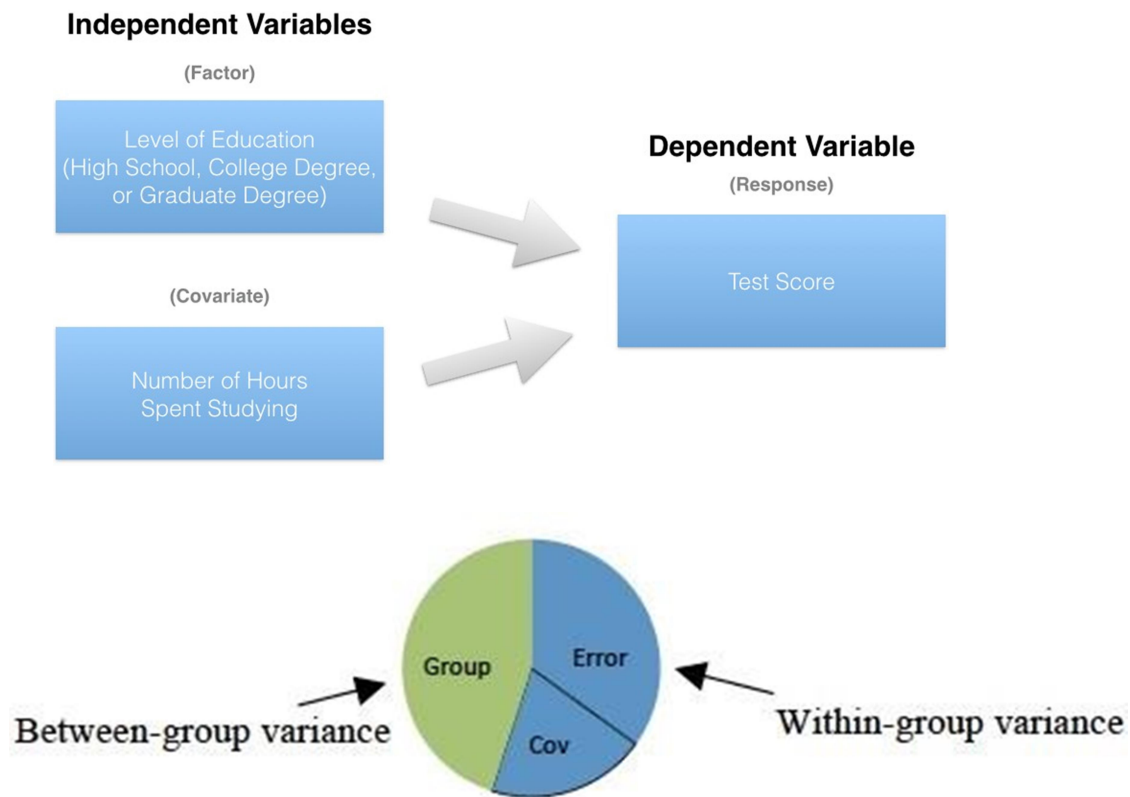 Independent Variables
(Factor)
Level of Education
(High School, College Degree,
or Graduate Degree)
(Covariate)
Number of Hours
Spent Studying
Dependent Variable
(Response)
Test Score
Group
Error
Cov
Between-group variance
Within-group variance